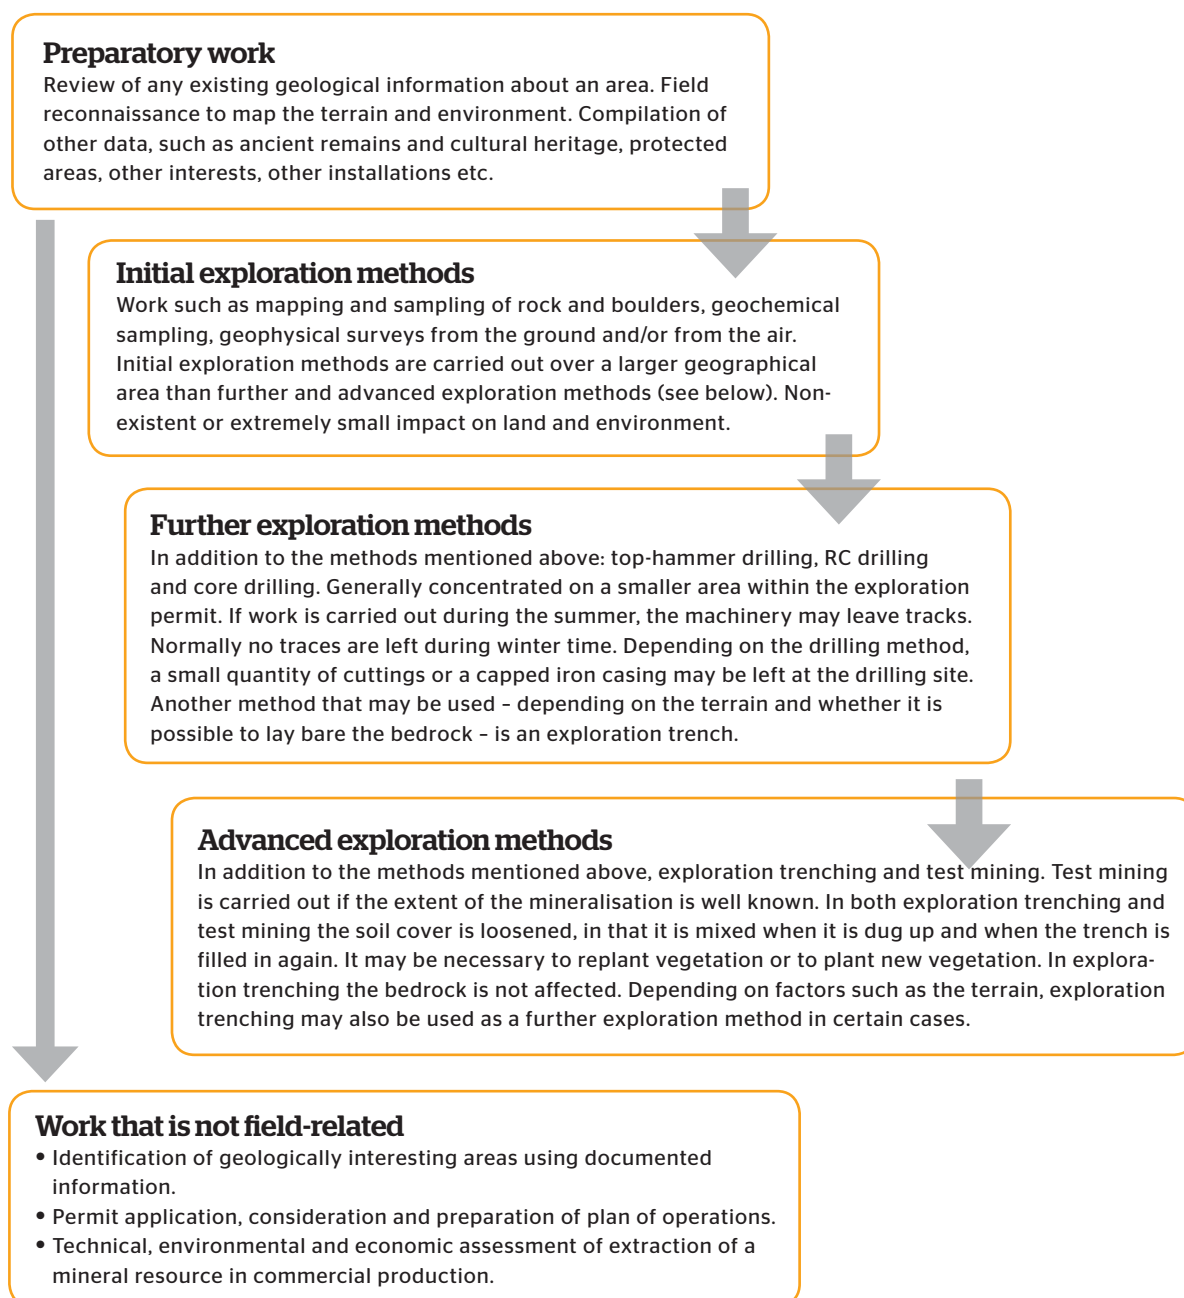 Preparatory work
Review of any existing geological information about an area. Field
reconnaissance to map the terrain and environment. Compilation of
other data, such as ancient remains and cultural heritage, protected
areas, other interests, other installations etc.
Initial exploration methods
Work such as mapping and sampling of rock and boulders, geochemical
sampling, geophysical surveys from the ground and/or from the air.
Initial exploration methods are carried out over a larger geographical
area than further and advanced exploration methods (see below). Non-
existent or extremely small impact on land and environment.
Further exploration methods
In addition to the methods mentioned above: top-hammer drilling, RC drilling
and core drilling. Generally concentrated on a smaller area within the exploration
permit. If work is carried out during the summer, the machinery may leave tracks.
Normally no traces are left during winter time. Depending on the drilling method,
a small quantity of cuttings or a capped iron casing may be left at the drilling site.
Another method that may be used – depending on the terrain and whether it is
possible to lay bare the bedrock – is an exploration trench.
Advanced exploration methods
In addition to the methods mentioned above, exploration trenching and test mining. Test mining
is carried out if the extent of the mineralisation is well known. In both exploration trenching and
test mining the soil cover is loosened, in that it is mixed when it is dug up and when the trench is
filled in again. It may be necessary to replant vegetation or to plant new vegetation. In explora-
tion trenching the bedrock is not affected. Depending on factors such as the terrain, exploration
trenching may also be used as a further exploration method in certain cases.
Work that is not field-related
• Identification of geologically interesting areas using documented
information.
• Permit application, consideration and preparation of plan of operations.
• Technical, environmental and economic assessment of extraction of a
mineral resource in commercial production.